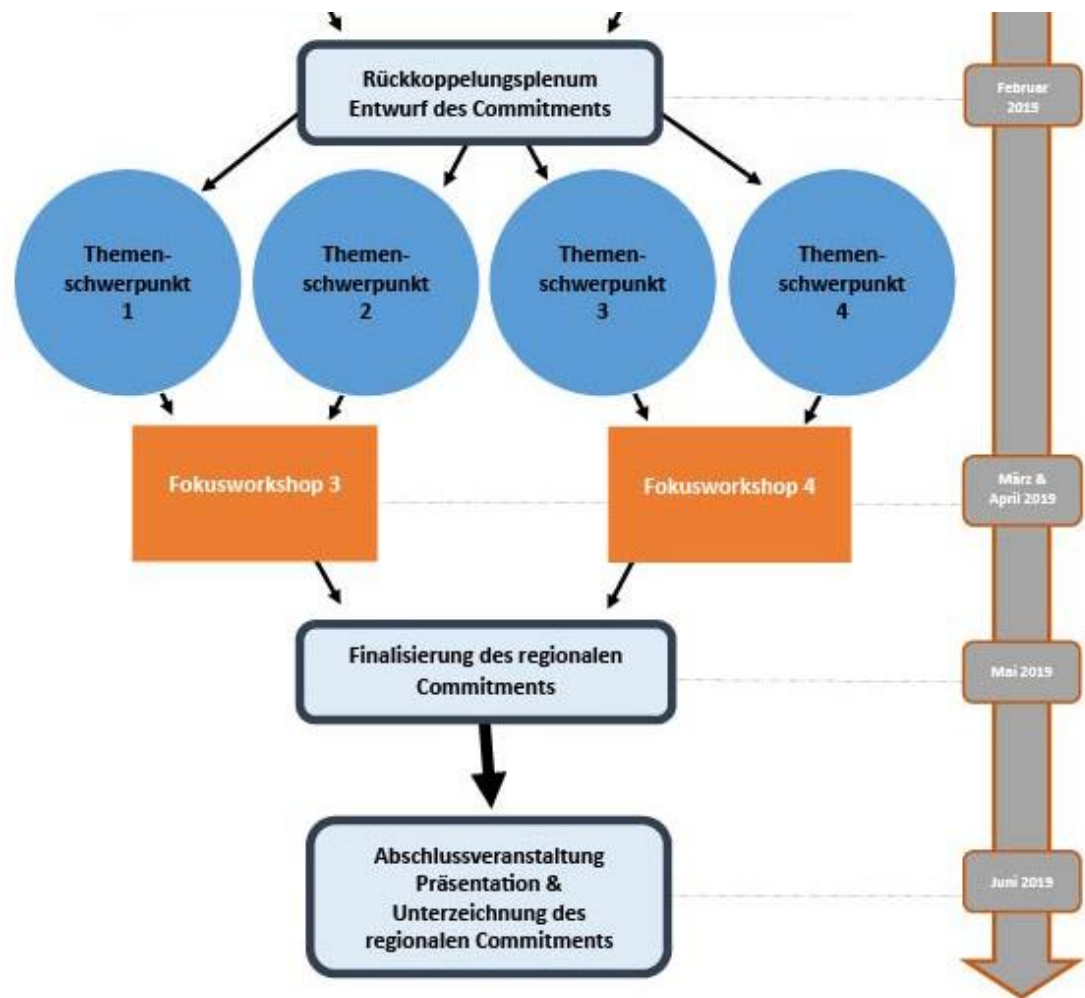 Rückkoppelungsplenum
Entwurf des Commitments
Februar
2019
Themen-
schwerpunkt
1
Themen-
schwerpunkt
2
Themen-
schwerpunkt
3
Themen-
schwerpunkt
4
Fokusworkshop 3
Fokusworkshop 4
März &
April 2019
Finalisierung des regionalen
Commitments
Mai 2019
Abschlussveranstaltung
Präsentation &
Unterzeichnung des
regionalen Commitments
Juni 2019